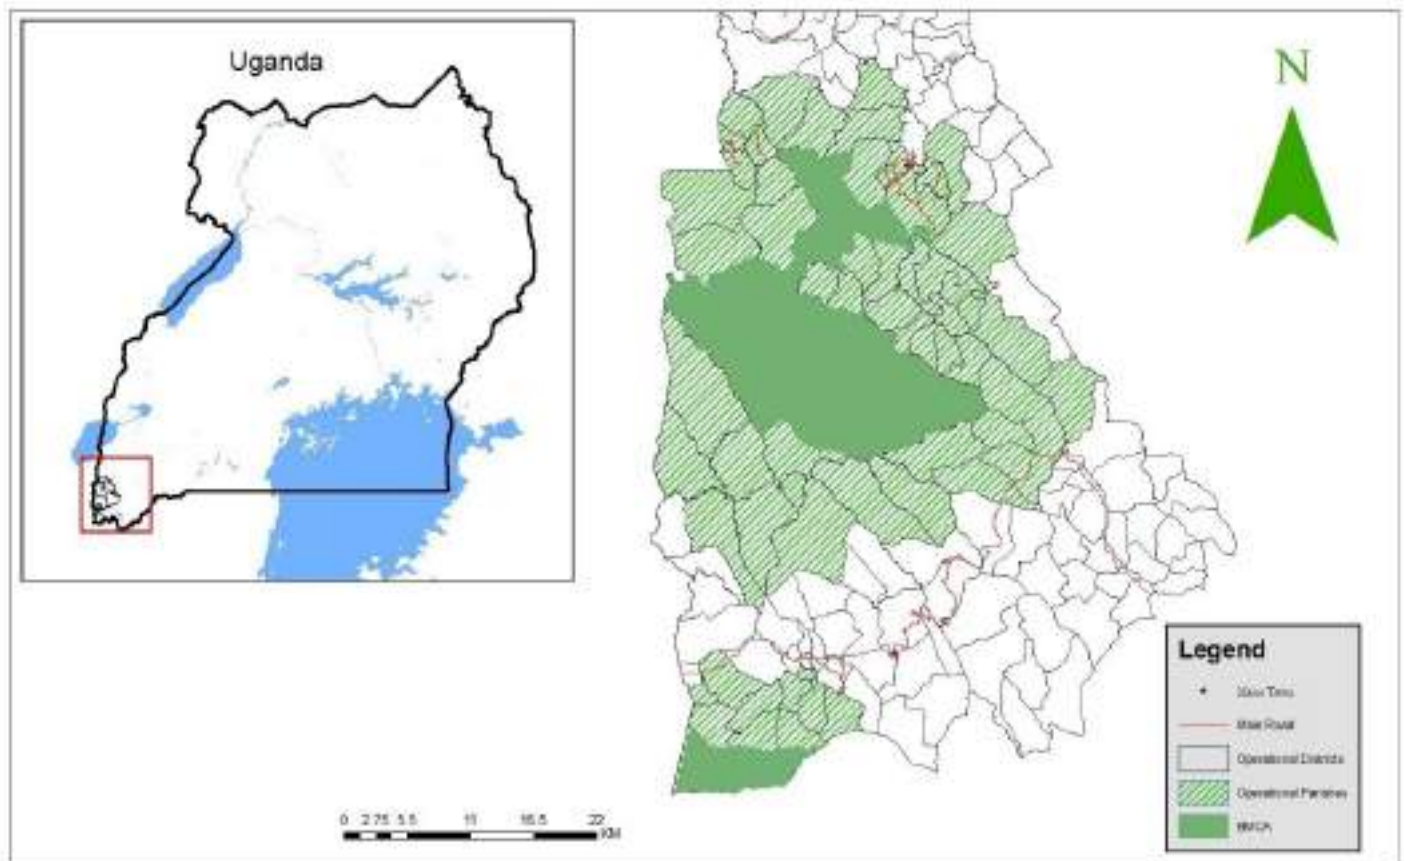 Uganda
N
Legend
Main Road
Operational Districts
Operational Parishes
BMCA
0 2.75 5.5 11 16.5 22
KM